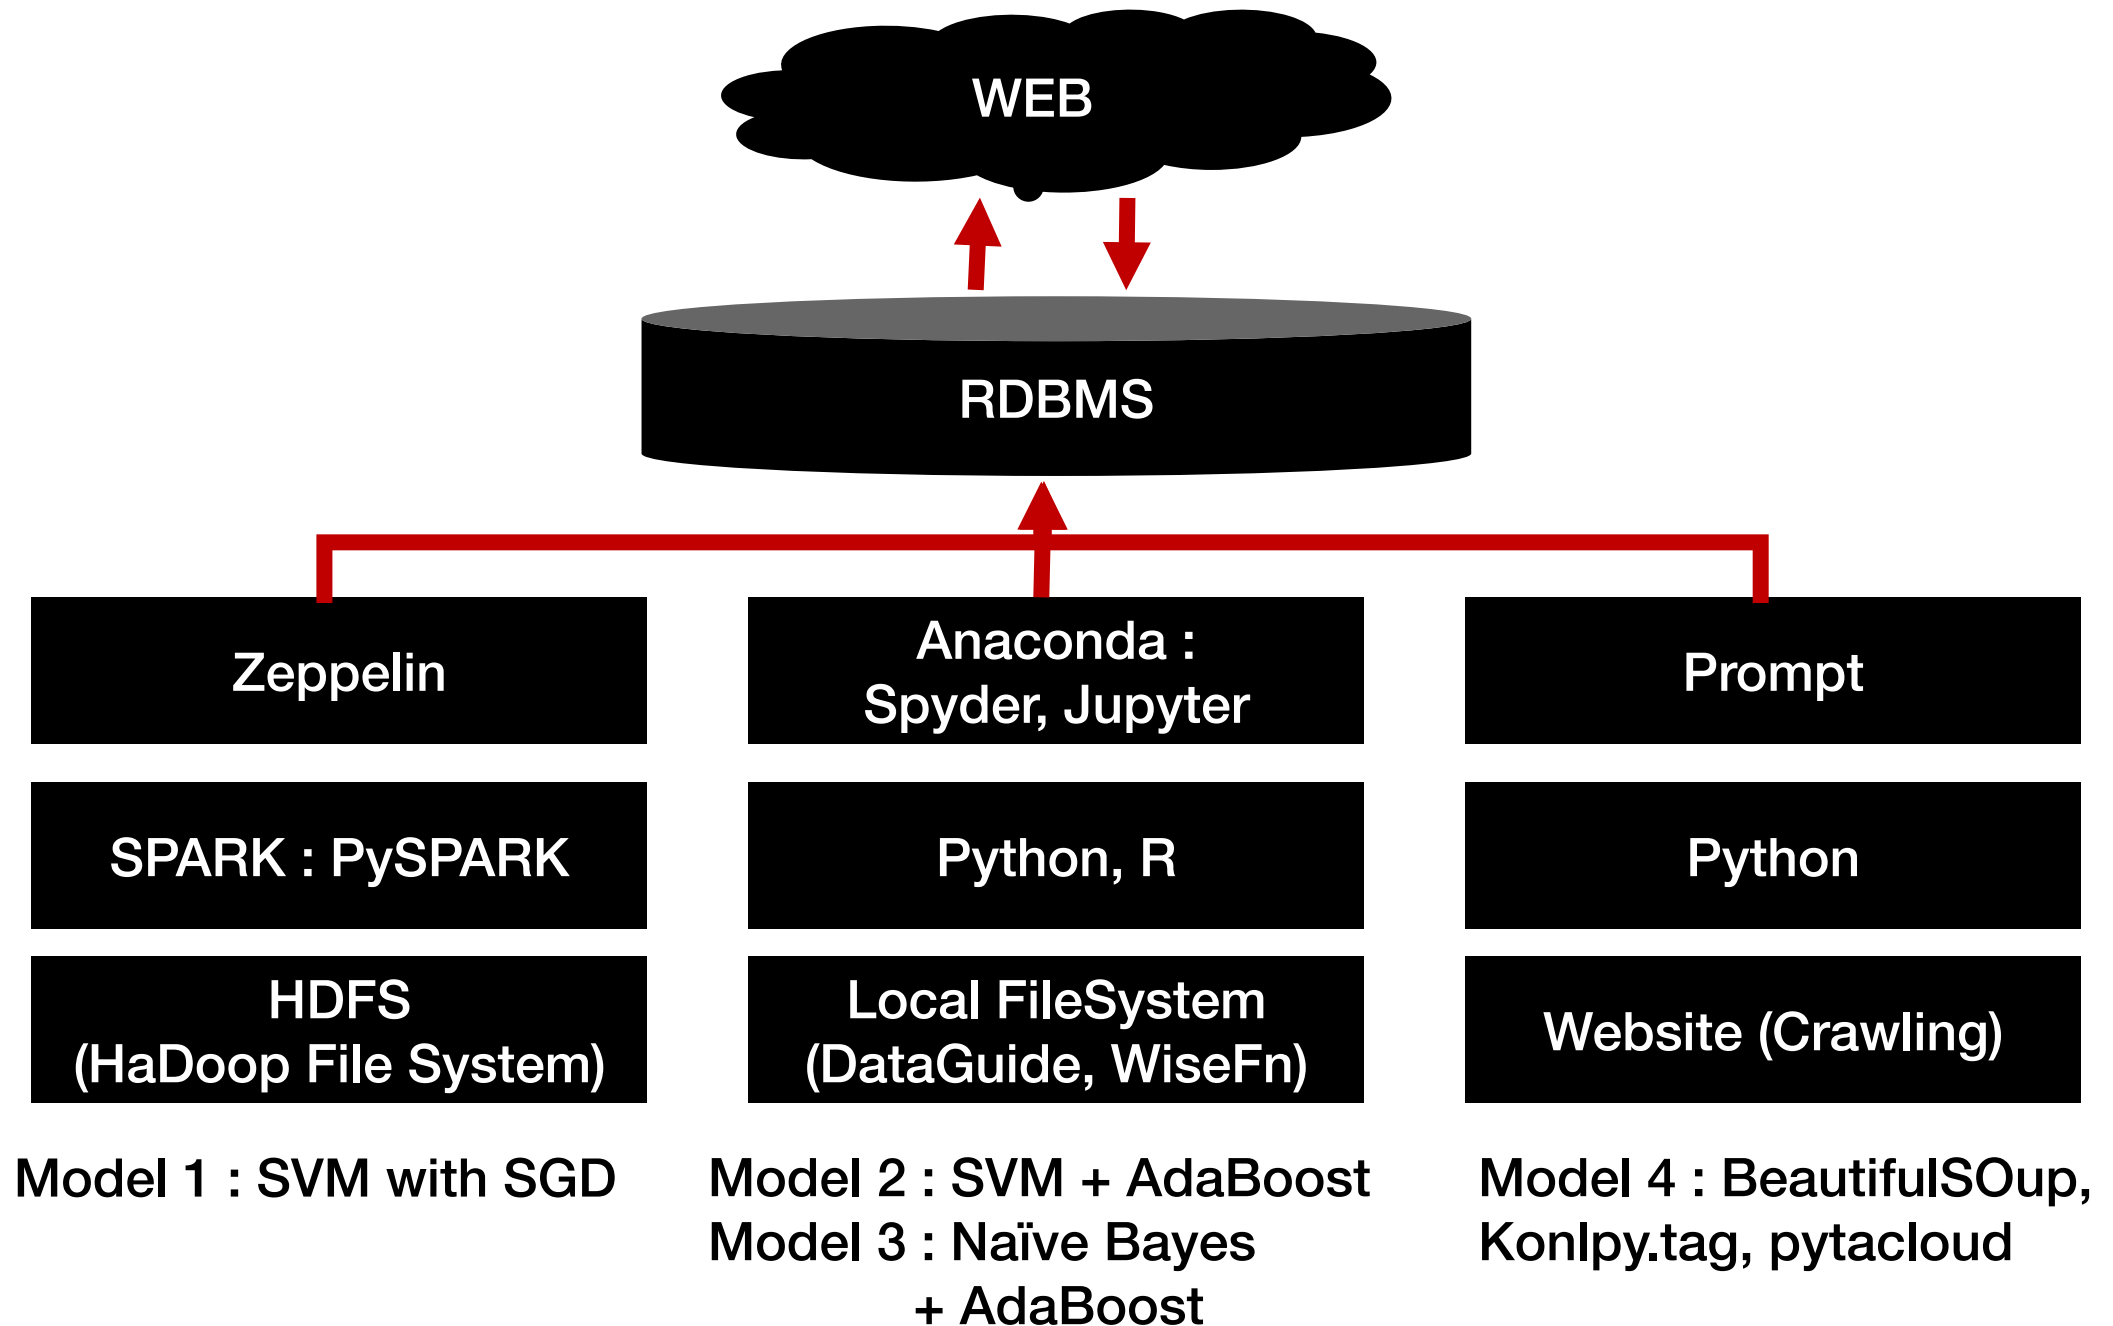 WEB
RDBMS
Zeppelin
Anaconda :
Spyder, Jupyter
Prompt
SPARK : PySPARK
Python, R
Python
HDFS
(HaDoop File System)
Local FileSystem
(DataGuide, WiseFn)
Website (Crawling)
Model 1 : SVM with SGD
Model 2 : SVM + AdaBoost
Model 3 : Naïve Bayes
+ AdaBoost
Model 4 : BeautifulSOup,
Konlpy.tag, pytacloud